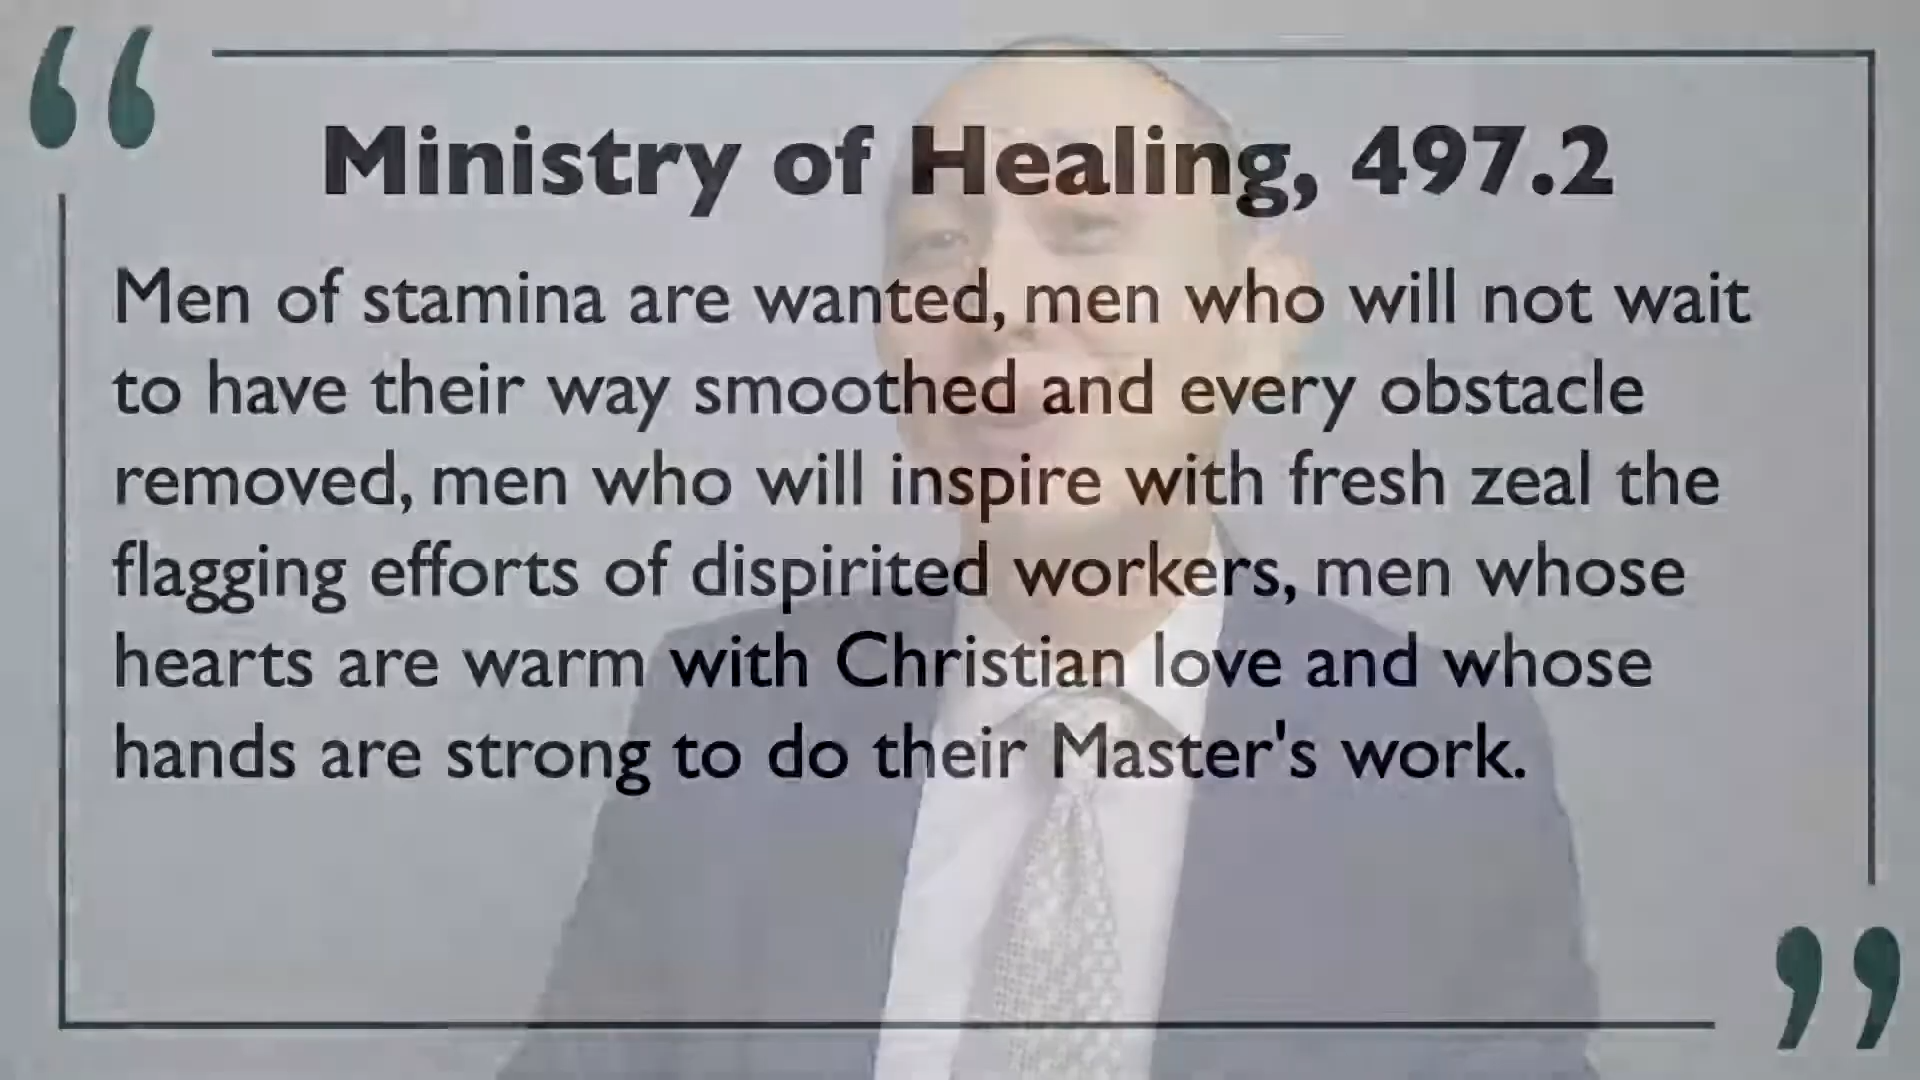 Ministry of Healing, 497.2
Men of stamina are wanted, men who will not wait
to have their way smoothed and every obstacle
removed, men who will inspire with fresh zeal the
flagging efforts of dispirited workers, men whose
hearts are warm with Christian love and whose
hands are strong to do their Master's work.